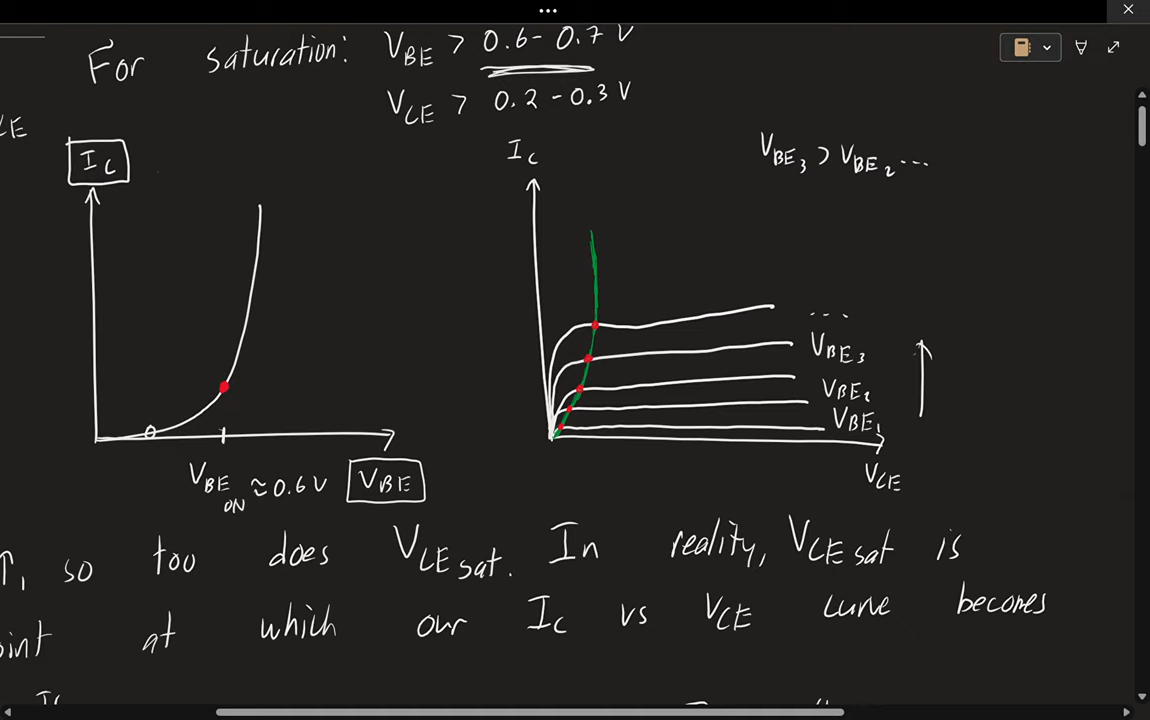 For saturation: VBE > 0.6-0.7 V
VCE > 0.2-0.3 V
CE
IC
IC
VBE3 > VBE2 ...
...
VBE3
VBE2
VBE1
VCE
VBE ON ≈ 0.6 V
VBE
↑, so too does VCE sat. In reality, VCE sat is
oint at which our IC vs VCE curve becomes